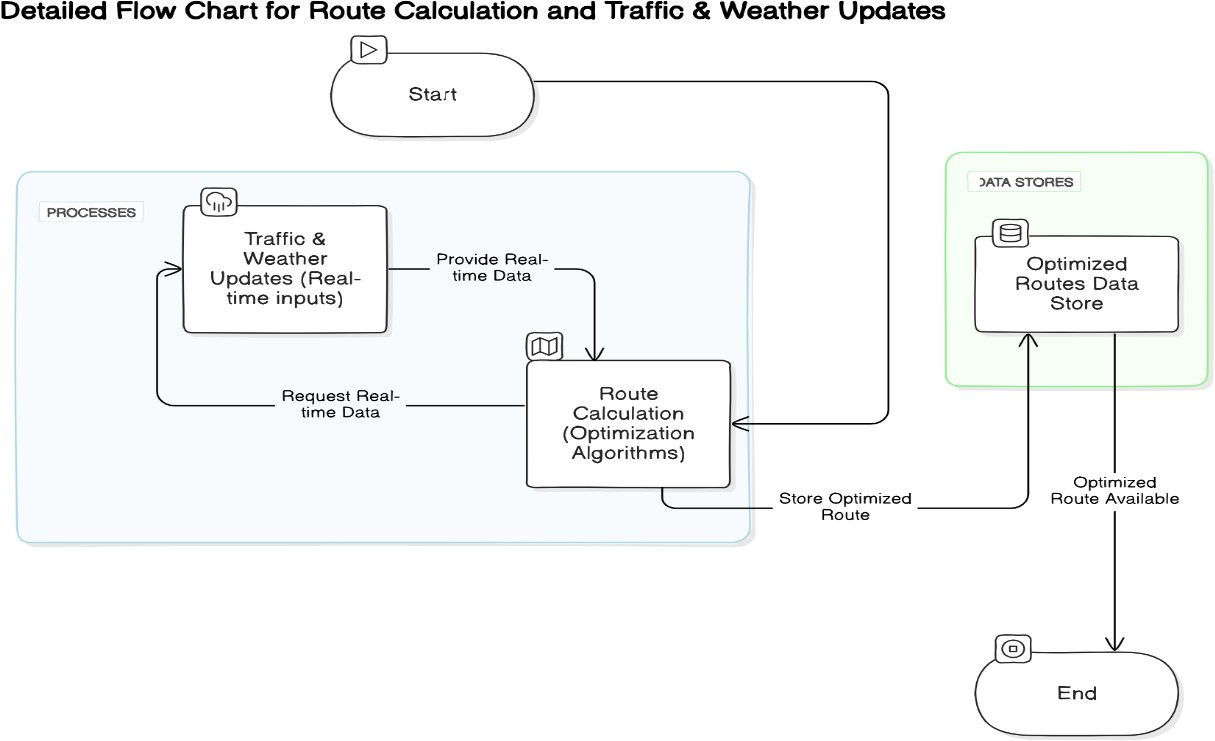 Detailed Flow Chart for Route Calculation and Traffic & Weather Updates
Start
PROCESSES
Traffic &
Weather
Updates (Real-
time inputs)
Provide Real-
time Data
Request Real-
time Data
Route
Calculation
(Optimization
Algorithms)
DATA STORES
Optimized
Routes Data
Store
Store Optimized
Route
Optimized
Route Available
End